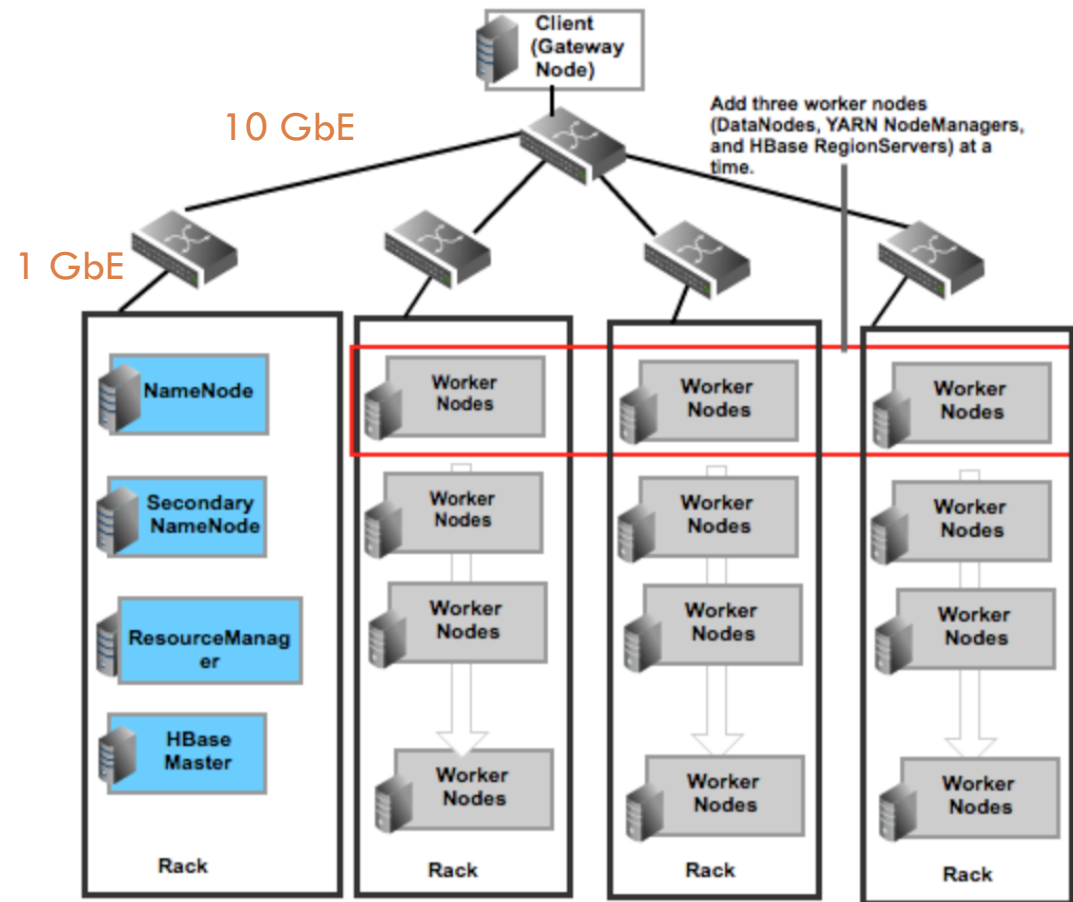 Client
(Gateway
Node)
10 GbE
Add three worker nodes
(DataNodes, YARN NodeManagers,
and HBase RegionServers) at a
time.
1 GbE
NameNode
Secondary
NameNode
ResourceManag
er
HBase
Master
Rack
Worker
Nodes
Worker
Nodes
Worker
Nodes
Worker
Nodes
Rack
Worker
Nodes
Worker
Nodes
Worker
Nodes
Worker
Nodes
Rack
Worker
Nodes
Worker
Nodes
Worker
Nodes
Worker
Nodes
Rack